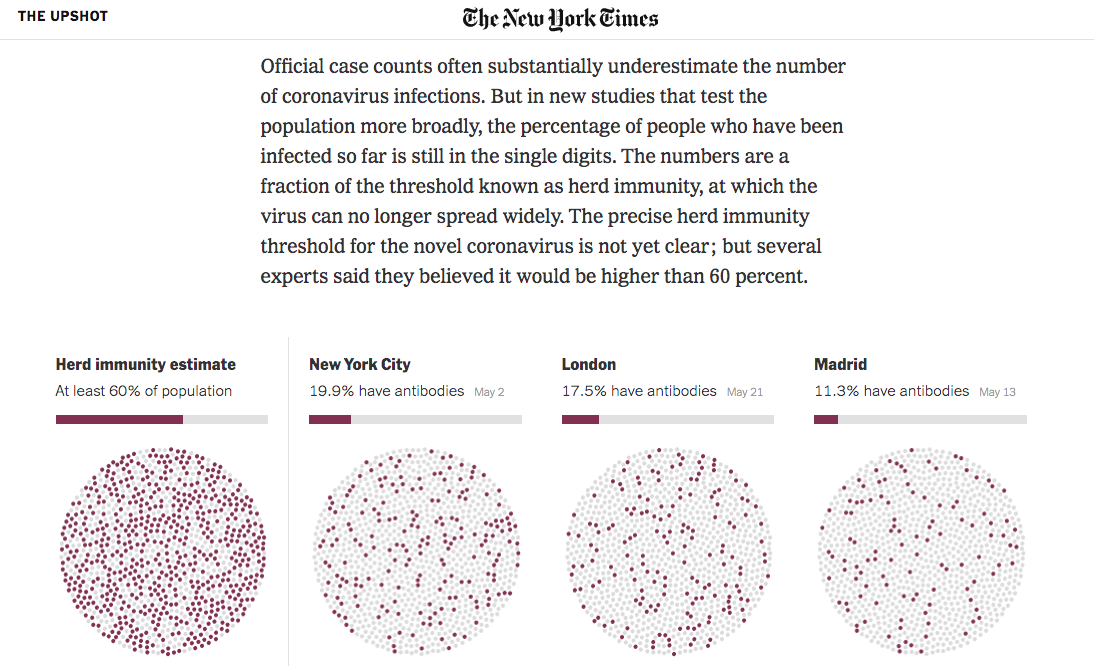 THE UPSHOT
The New York Times
Official case counts often substantially underestimate the number
of coronavirus infections. But in new studies that test the
population more broadly, the percentage of people who have been
infected so far is still in the single digits. The numbers are a
fraction of the threshold known as herd immunity, at which the
virus can no longer spread widely. The precise herd immunity
threshold for the novel coronavirus is not yet clear; but several
experts said they believed it would be higher than 60 percent.
Herd immunity estimate
At least 60% of population
New York City
19.9% have antibodies May 2
London
17.5% have antibodies May 21
Madrid
11.3% have antibodies May 13